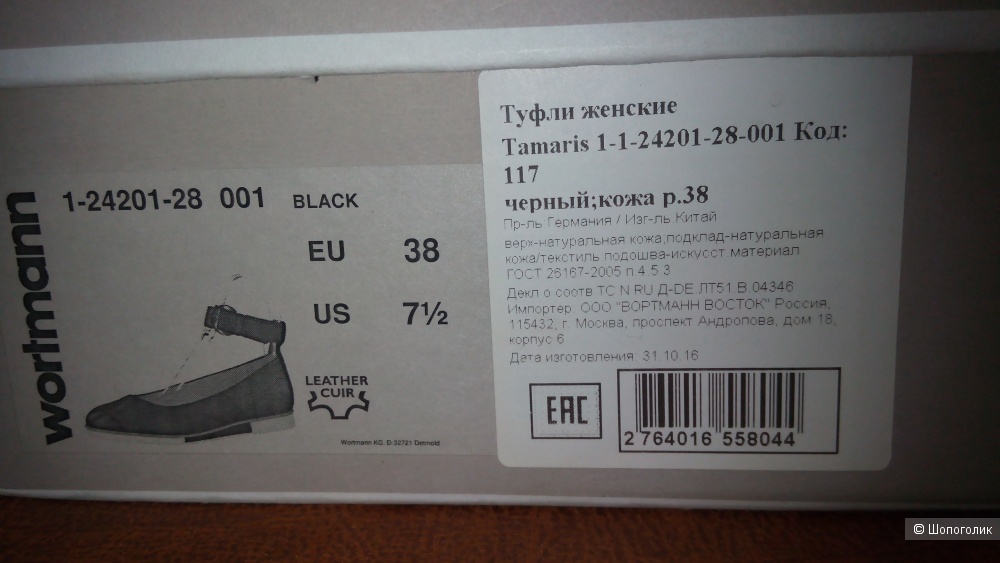 wortmann
1-24201-28 001 BLACK
EU 38
US 7½
LEATHER
CUIR
Wortmann KG. D 32721 Detmold
Туфли женские
Tamaris 1-1-24201-28-001 Код:
117
черный;кожа р.38
Пр-ль:Германия / Изг-ль:Китай
верх-натуральная кожа,подклад-натуральная
кожа/текстиль подошва-искусст.материал
ГОСТ 26167-2005 п.4.5.3
Декл о соотв ТС N RU Д-DE.ЛТ51.В.04346
Импортер: ООО "ВОРТМАНН ВОСТОК" Россия,
115432, г. Москва, проспект Андропова, дом 18,
корпус 6
Дата изготовления: 31.10.16
EAC
2 764016 558044
© Шопоголик